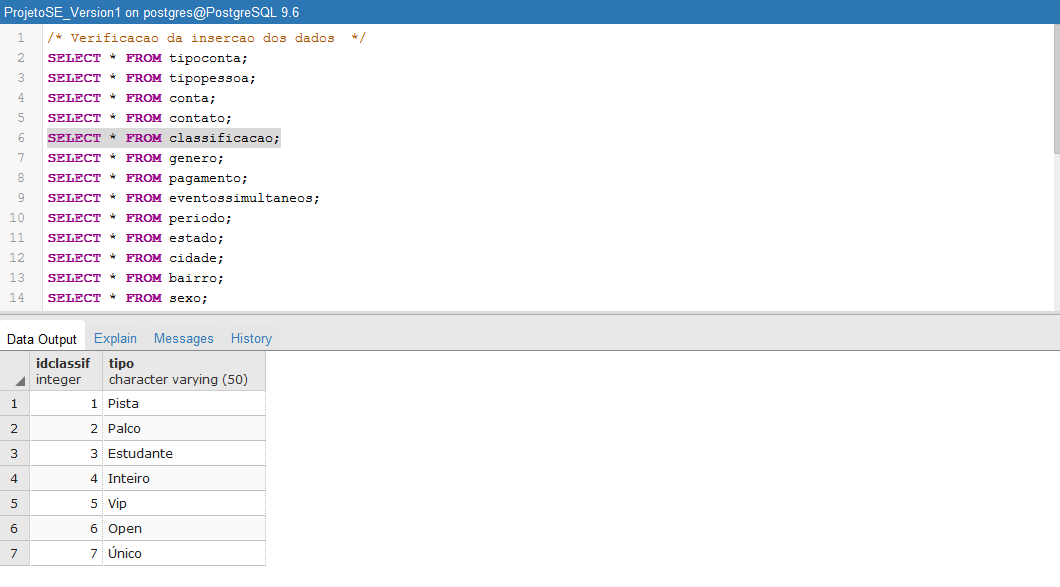 ProjetoSE_Version1 on postgres@PostgreSQL 9.6
1 /* Verificacao da insercao dos dados  */
2 SELECT * FROM tipoconta;
3 SELECT * FROM tipopessoa;
4 SELECT * FROM conta;
5 SELECT * FROM contato;
6 SELECT * FROM classificacao;
7 SELECT * FROM genero;
8 SELECT * FROM pagamento;
9 SELECT * FROM eventossimultaneos;
10 SELECT * FROM periodo;
11 SELECT * FROM estado;
12 SELECT * FROM cidade;
13 SELECT * FROM bairro;
14 SELECT * FROM sexo;
Data Output Explain Messages History
idclassif tipo
integer character varying (50)
1 1 Pista
2 2 Palco
3 3 Estudante
4 4 Inteiro
5 5 Vip
6 6 Open
7 7 Único